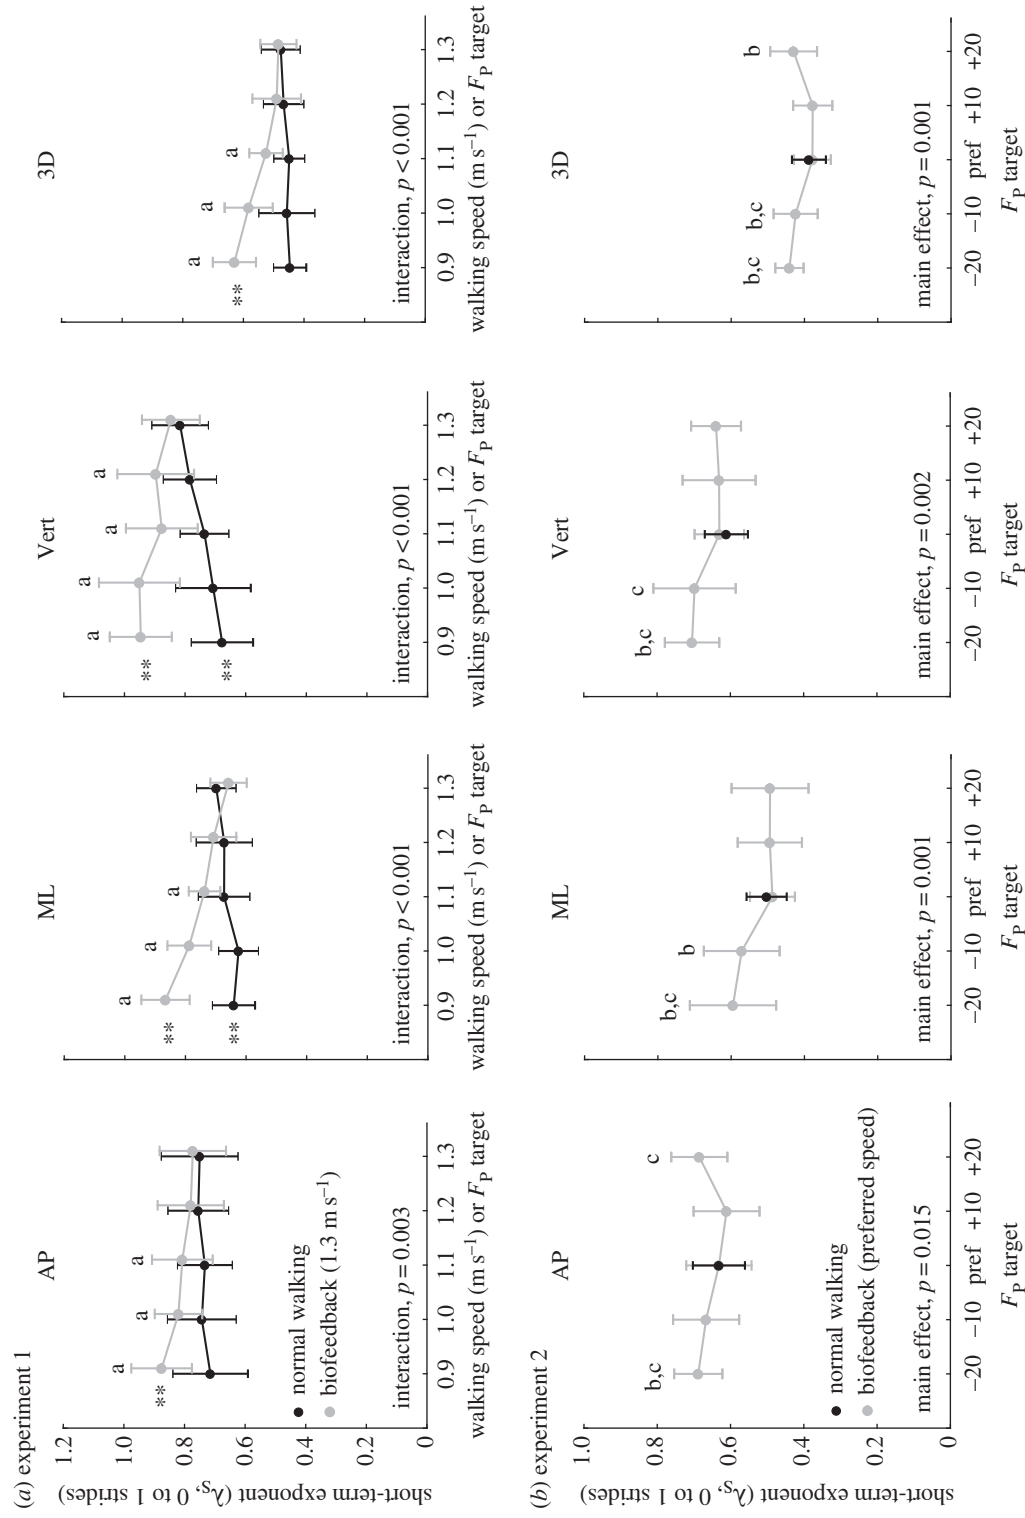 (a) experiment 1
AP
ML
Vert
3D
short-term exponent (λS, 0 to 1 strides)
1.2
1.0
0.8
0.6
0.4
0.2
0
a
a
a
**
normal walking
biofeedback (1.3 m s−1)
interaction, p = 0.003
0.9 1.0 1.1 1.2 1.3
walking speed (m s−1) or FP target
a
a
a
**
**
interaction, p < 0.001
0.9 1.0 1.1 1.2 1.3
walking speed (m s−1) or FP target
a
a
a
a
**
**
interaction, p < 0.001
0.9 1.0 1.1 1.2 1.3
walking speed (m s−1) or FP target
a
a
a
**
interaction, p < 0.001
0.9 1.0 1.1 1.2 1.3
walking speed (m s−1) or FP target
(b) experiment 2
AP
ML
Vert
3D
short-term exponent (λS, 0 to 1 strides)
1.0
0.8
0.6
0.4
0.2
0
b,c
c
normal walking
biofeedback (preferred speed)
main effect, p = 0.015
−20 −10 pref +10 +20
FP target
b,c
b
main effect, p = 0.001
−20 −10 pref +10 +20
FP target
b,c
c
main effect, p = 0.002
−20 −10 pref +10 +20
FP target
b,c
b,c
b
main effect, p = 0.001
−20 −10 pref +10 +20
FP target